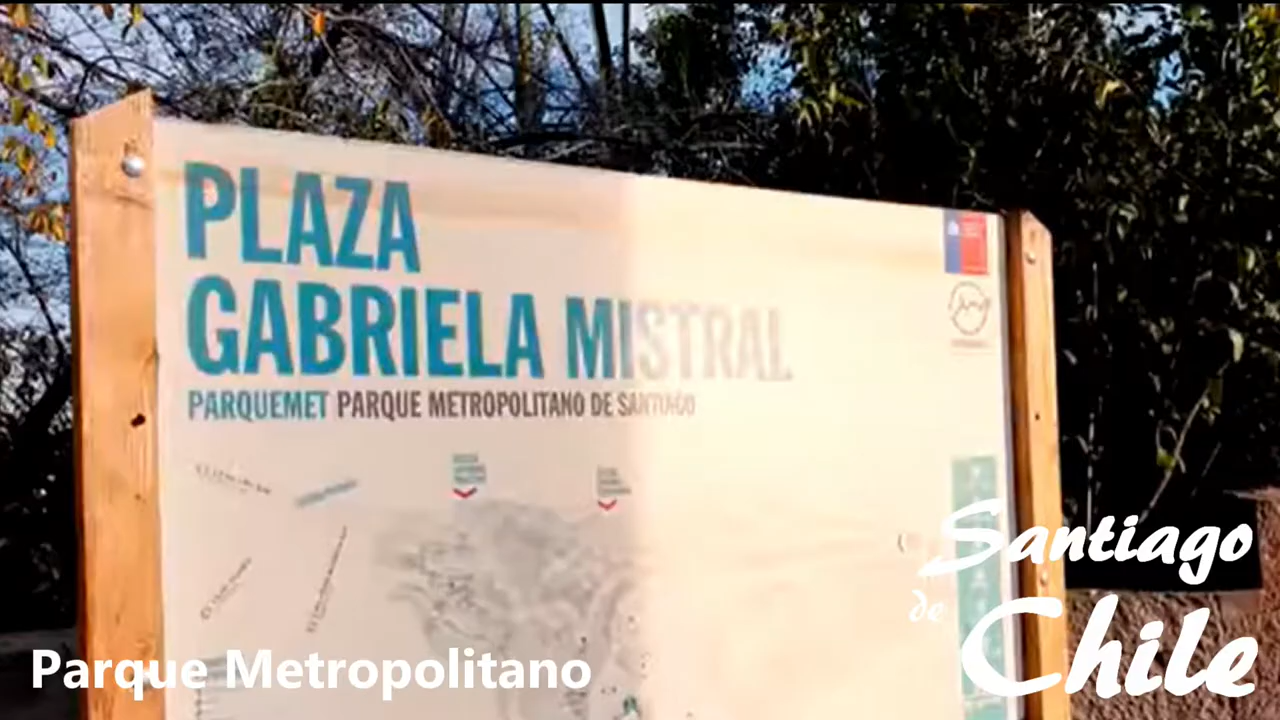 PLAZA
GABRIELA MISTRAL
PARQUEMET PARQUE METROPOLITANO DE SANTIAGO
Santiago
de
Chile
Parque Metropolitano